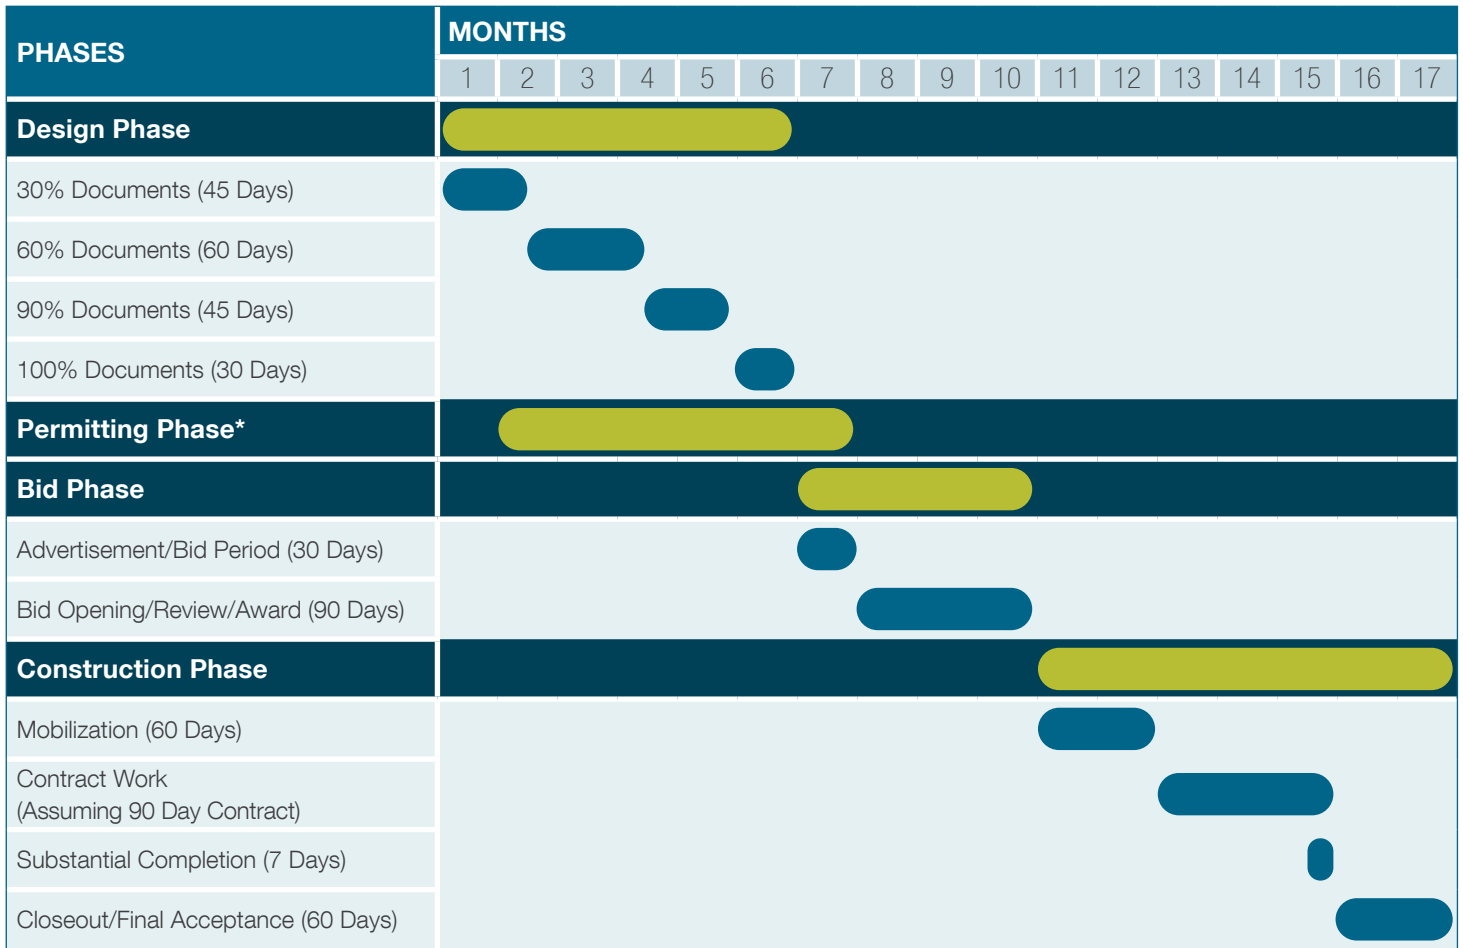 PHASES
MONTHS
1 2 3 4 5 6 7 8 9 10 11 12 13 14 15 16 17
Design Phase
30% Documents (45 Days)
60% Documents (60 Days)
90% Documents (45 Days)
100% Documents (30 Days)
Permitting Phase*
Bid Phase
Advertisement/Bid Period (30 Days)
Bid Opening/Review/Award (90 Days)
Construction Phase
Mobilization (60 Days)
Contract Work
(Assuming 90 Day Contract)
Substantial Completion (7 Days)
Closeout/Final Acceptance (60 Days)